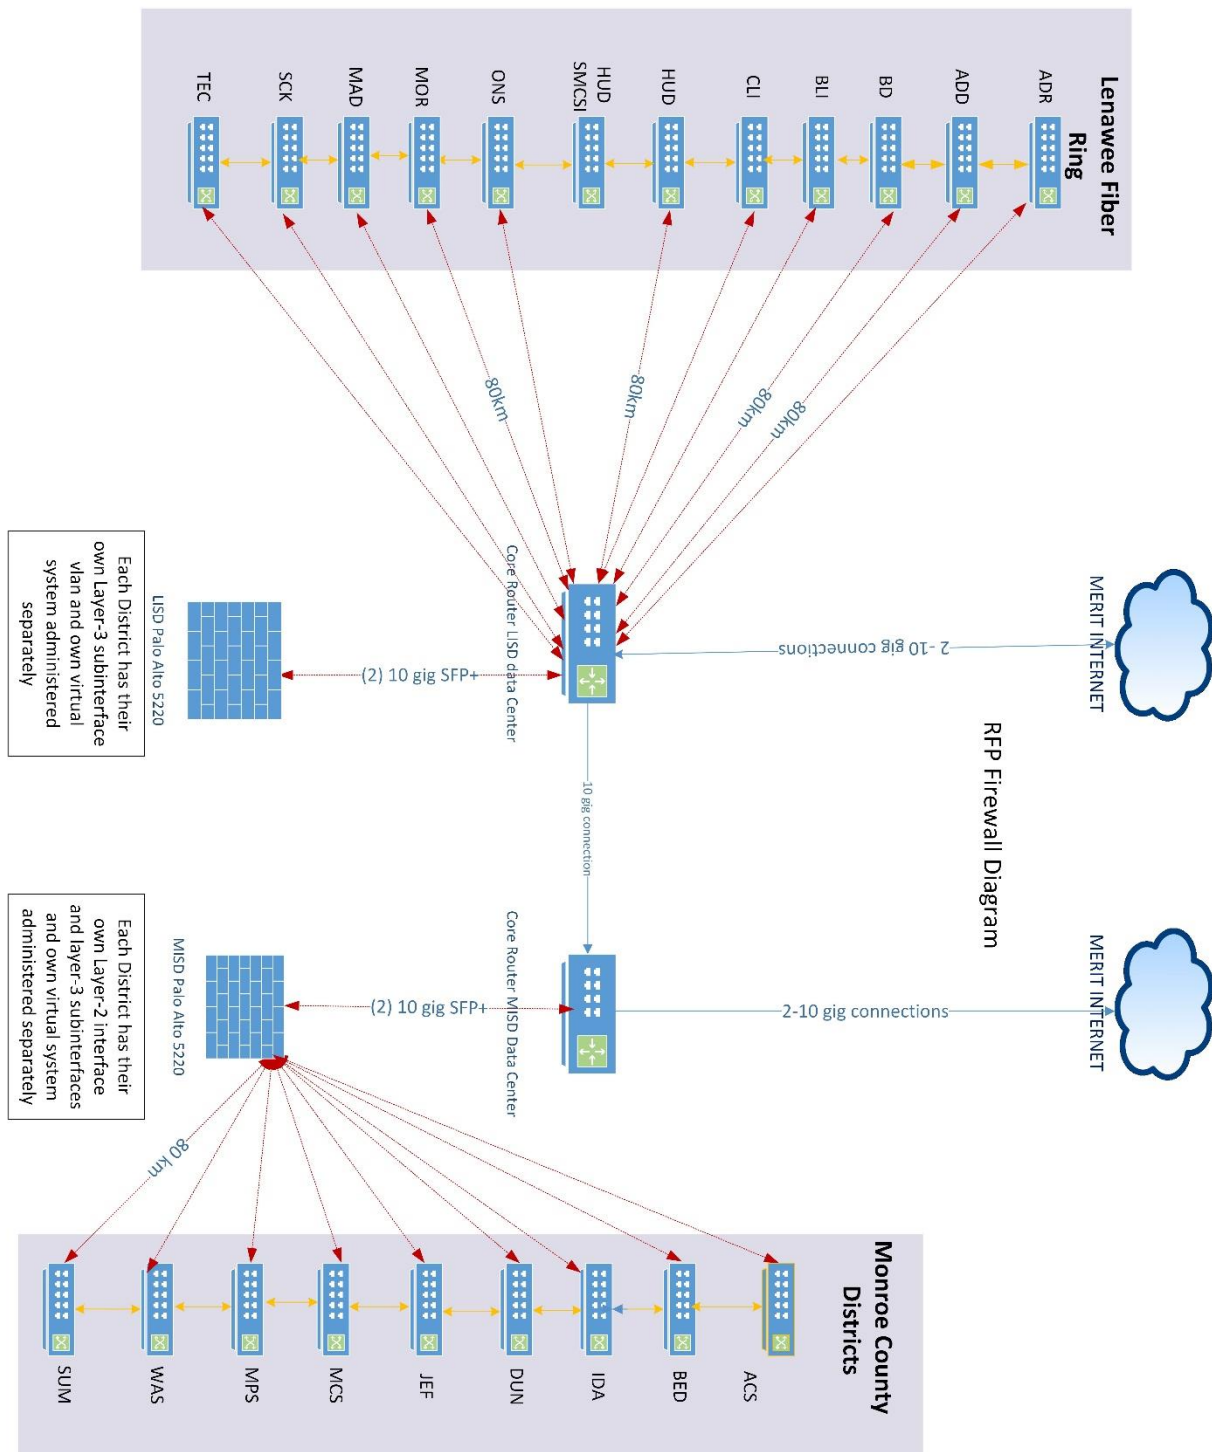 RFP Firewall Diagram
Lenawee Fiber
Ring
ADR
ADD
BD
BLI
CLI
HUD
HUD
SMCSI
ONS
MOR
MAD
SCK
TEC
80km
80km
80km
80km
MERIT INTERNET
2 -10 gig connections
Core Router LISD data Center
(2) 10 gig SFP+
LISD Palo Alto 5220
Each District has their
own Layer-3 subinterface
vlan and own virtual
system administered
separately
10 gig connection
MERIT INTERNET
2-10 gig connections
Core Router MISD Data Center
(2) 10 gig SFP+
MISD Palo Alto 5220
Each District has their
own Layer-2 interface
and layer-3 subinterfaces
and own virtual system
administered separately
80 km
Monroe County
Districts
ACS
BED
IDA
DUN
JEF
MCS
MPS
WAS
SUM